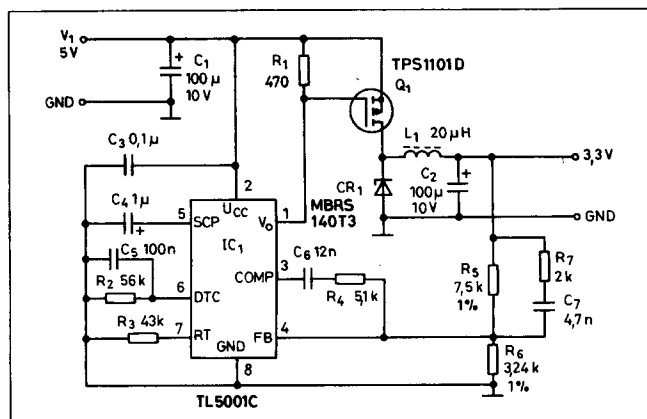 V1
5V
C1
100µ
10V
GND
R1
470
TPS1101D
Q1
L1 20µH
3,3V
C3 0,1µ
CR1
C2
100µ
10V
MBRS
140T3
GND
C4 1µ
5 SCP
2
UCC
VO 1
IC1
C5 100n
R2 56k
6 DTC
COMP 3
C6 12n
R4 5,1k
R5
7,5k
1%
R7
2k
C7
4,7n
R3 43k
7 RT
GND
8
FB 4
R6
3,24k
1%
TL5001C